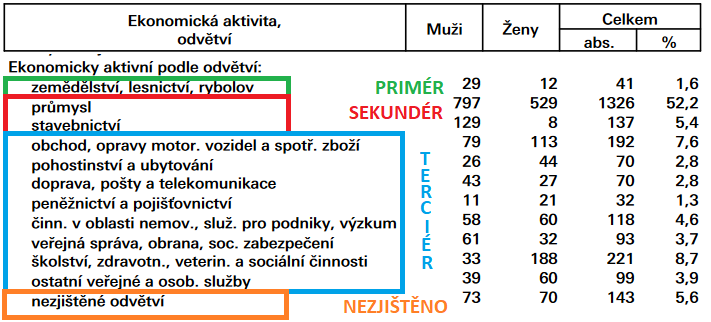 Ekonomická aktivita, odvětví Muži Ženy Celkem
abs. %
Ekonomicky aktivní podle odvětví:
zemědělství, lesnictví, rybolov PRIMÉR 29 12 41 1,6
průmysl SEKUNDÉR 797 529 1326 52,2
stavebnictví 129 8 137 5,4
obchod, opravy motor. vozidel a spotř. zboží 79 113 192 7,6
pohostinství a ubytování 26 44 70 2,8
doprava, pošty a telekomunikace 43 27 70 2,8
peněžnictví a pojišťovnictví 11 21 32 1,3
činn. v oblasti nemov., služ. pro podniky, výzkum 58 60 118 4,6
veřejná správa, obrana, soc. zabezpečení 61 32 93 3,7
školství, zdravotn., veterin. a sociální činnosti 33 188 221 8,7
ostatní veřejné a osob. služby 39 60 99 3,9
TERCIÉR
nezjištěné odvětví NEZJIŠTĚNO 73 70 143 5,6